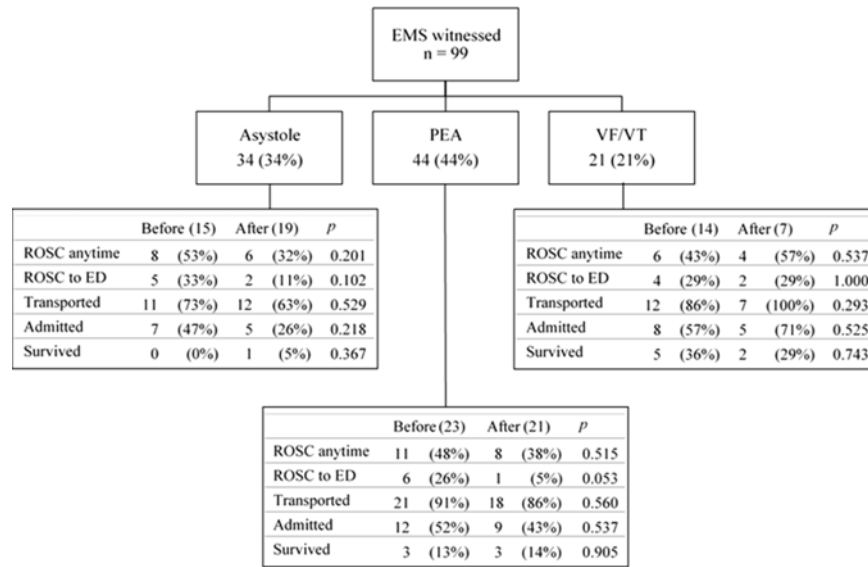 EMS witnessed
n = 99
Asystole
34 (34%)
PEA
44 (44%)
VF/VT
21 (21%)
Before (15) After (19) p
ROSC anytime 8 (53%) 6 (32%) 0.201
ROSC to ED 5 (33%) 2 (11%) 0.102
Transported 11 (73%) 12 (63%) 0.529
Admitted 7 (47%) 5 (26%) 0.218
Survived 0 (0%) 1 (5%) 0.367
Before (14) After (7) p
ROSC anytime 6 (43%) 4 (57%) 0.537
ROSC to ED 4 (29%) 2 (29%) 1.000
Transported 12 (86%) 7 (100%) 0.293
Admitted 8 (57%) 5 (71%) 0.525
Survived 5 (36%) 2 (29%) 0.743
Before (23) After (21) p
ROSC anytime 11 (48%) 8 (38%) 0.515
ROSC to ED 6 (26%) 1 (5%) 0.053
Transported 21 (91%) 18 (86%) 0.560
Admitted 12 (52%) 9 (43%) 0.537
Survived 3 (13%) 3 (14%) 0.905